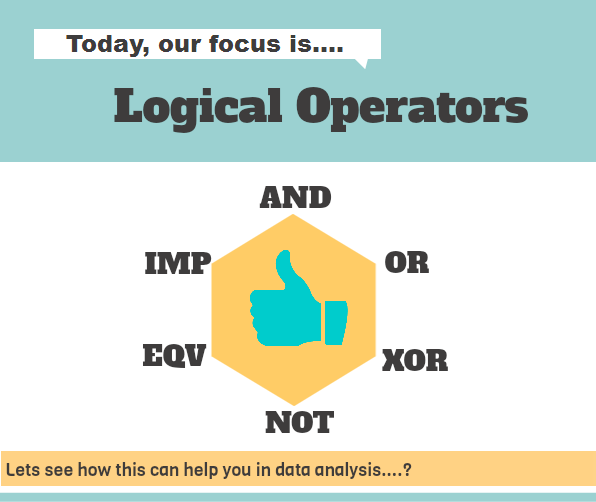 Today, our focus is....
Logical Operators
AND
IMP
OR
EQV
XOR
NOT
Lets see how this can help you in data analysis....?